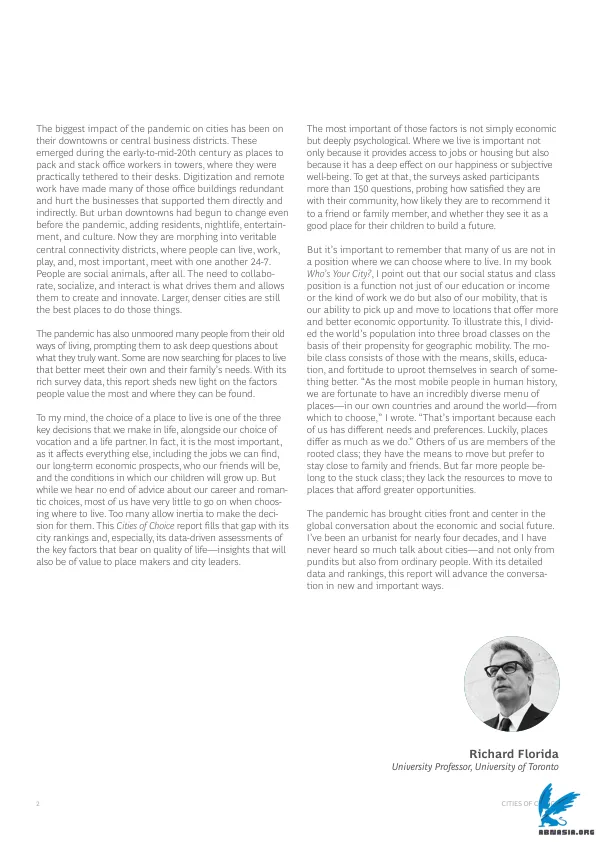 The biggest impact of the pandemic on cities has been on
their downtowns or central business districts. These
emerged during the early-to-mid-20th century as places to
pack and stack office workers in towers, where they were
practically tethered to their desks. Digitization and remote
work have made many of those office buildings redundant
and hurt the businesses that supported them directly and
indirectly. But urban downtowns had begun to change even
before the pandemic, adding residents, nightlife, entertain-
ment, and culture. Now they are morphing into veritable
central connectivity districts, where people can live, work,
play, and, most important, meet with one another 24-7.
People are social animals, after all. The need to collabo-
rate, socialize, and interact is what drives them and allows
them to create and innovate. Larger, denser cities are still
the best places to do those things.
The pandemic has also unmoored many people from their old
ways of living, prompting them to ask deep questions about
what they truly want. Some are now searching for places to live
that better meet their own and their family's needs. With its
rich survey data, this report sheds new light on the factors
people value the most and where they can be found.
To my mind, the choice of a place to live is one of the three
key decisions that we make in life, alongside our choice of
vocation and a life partner. In fact, it is the most important,
as it affects everything else, including the jobs we can find,
our long-term economic prospects, who our friends will be,
and the conditions in which our children will grow up. But
while we hear no end of advice about our career and roman-
tic choices, most of us have very little to go on when choos-
ing where to live. Too many allow inertia to make the deci-
sion for them. This Cities of Choice report fills that gap with its
city rankings and, especially, its data-driven assessments of
the key factors that bear on quality of life—insights that will
also be of value to place makers and city leaders.
The most important of those factors is not simply economic
but deeply psychological. Where we live is important not
only because it provides access to jobs or housing but also
because it has a deep effect on our happiness or subjective
well-being. To get at that, the surveys asked participants
more than 150 questions, probing how satisfied they are
with their community, how likely they are to recommend it
to a friend or family member, and whether they see it as a
good place for their children to build a future.
But it's important to remember that many of us are not in
a position where we can choose where to live. In my book
Who's Your City?, I point out that our social status and class
position is a function not just of our education or income
or the kind of work we do but also of our mobility, that is
our ability to pick up and move to locations that offer more
and better economic opportunity. To illustrate this, I divid-
ed the world's population into three broad classes on the
basis of their propensity for geographic mobility. The mo-
bile class consists of those with the means, skills, educa-
tion, and fortitude to uproot themselves in search of some-
thing better. “As the most mobile people in human history,
we are fortunate to have an incredibly diverse menu of
places—in our own countries and around the world—from
which to choose,” I wrote. “That's important because each
of us has different needs and preferences. Luckily, places
differ as much as we do.” Others of us are members of the
rooted class; they have the means to move but prefer to
stay close to family and friends. But far more people be-
long to the stuck class; they lack the resources to move to
places that afford greater opportunities.
The pandemic has brought cities front and center in the
global conversation about the economic and social future.
I've been an urbanist for nearly four decades, and I have
never heard so much talk about cities—and not only from
pundits but also from ordinary people. With its detailed
data and rankings, this report will advance the conversa-
tion in new and important ways.
Richard Florida
University Professor, University of Toronto
2
CITIES OF
ABNASIA.ORG